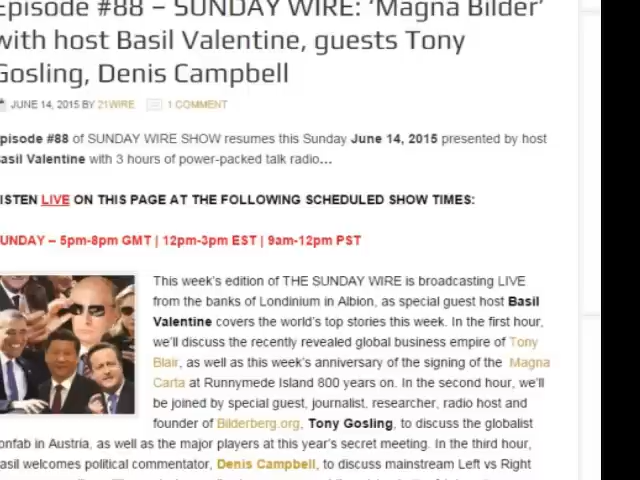 Episode #88 – SUNDAY WIRE: ‘Magna Bilder’
with host Basil Valentine, guests Tony
Gosling, Denis Campbell
JUNE 14, 2015 BY 21WIRE 1 COMMENT
pisode #88 of SUNDAY WIRE SHOW resumes this Sunday June 14, 2015 presented by host
asil Valentine with 3 hours of power-packed talk radio…
ISTEN LIVE ON THIS PAGE AT THE FOLLOWING SCHEDULED SHOW TIMES:
UNDAY – 5pm-8pm GMT | 12pm-3pm EST | 9am-12pm PST
This week’s edition of THE SUNDAY WIRE is broadcasting LIVE
from the banks of Londinium in Albion, as special guest host Basil
Valentine covers the world’s top stories this week. In the first hour,
we’ll discuss the recently revealed global business empire of Tony
Blair, as well as this week’s anniversary of the signing of the Magna
Carta at Runnymede Island 800 years on. In the second hour, we’ll
be joined by special guest, journalist, researcher, radio host and
founder of Bilderberg.org, Tony Gosling, to discuss the globalist
onfab in Austria, as well as the major players at this year’s secret meeting. In the third hour,
asil welcomes political commentator, Denis Campbell, to discuss mainstream Left vs Right